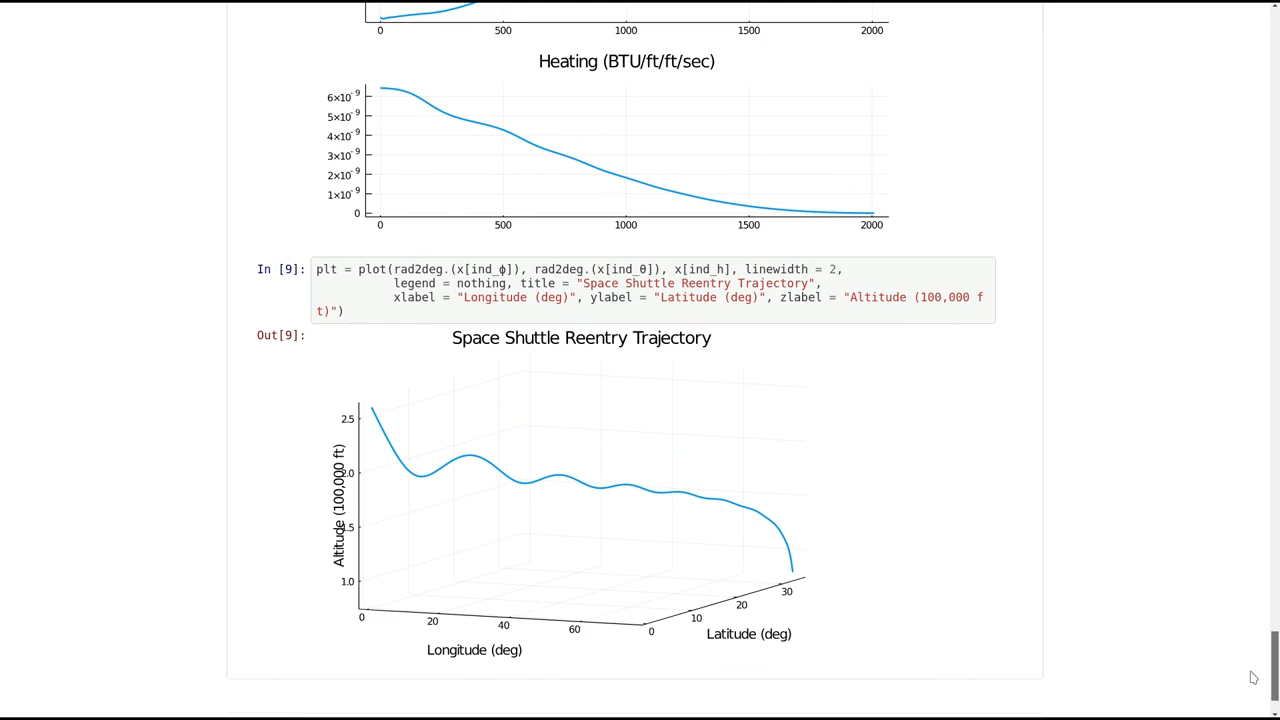 0 500 1000 1500 2000
Heating (BTU/ft/ft/sec)
6×10⁻⁹
5×10⁻⁹
4×10⁻⁹
3×10⁻⁹
2×10⁻⁹
1×10⁻⁹
0
0 500 1000 1500 2000
In [9]: plt = plot(rad2deg.(x[ind_ϕ]), rad2deg.(x[ind_θ]), x[ind_h], linewidth = 2,
legend = nothing, title = "Space Shuttle Reentry Trajectory",
xlabel = "Longitude (deg)", ylabel = "Latitude (deg)", zlabel = "Altitude (100,000 f
t)")
Out[9]:
Space Shuttle Reentry Trajectory
2.5
2.0
1.5
1.0
Altitude (100,000 ft)
0 20 40 60
Longitude (deg)
0 10 20 30
Latitude (deg)